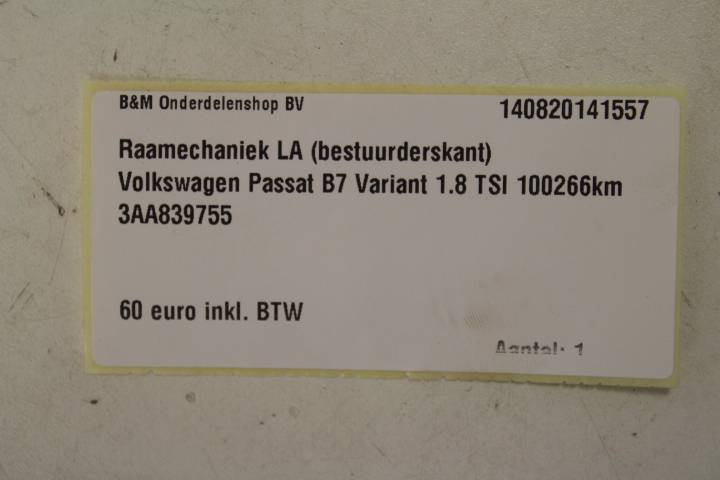 B&M Onderdelenshop BV 140820141557
Raamechaniek LA (bestuurderskant)
Volkswagen Passat B7 Variant 1.8 TSI 100266km
3AA839755
60 euro inkl. BTW
Aantal: 1